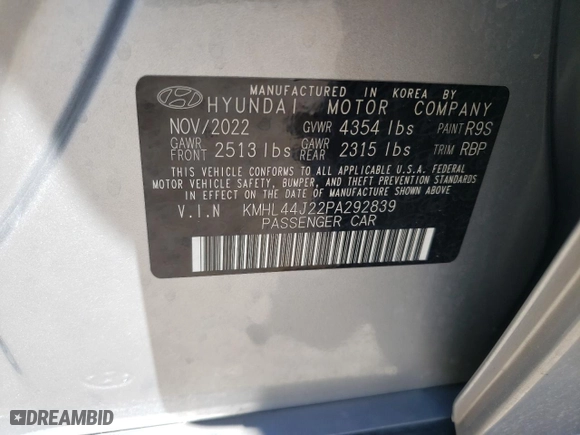 MANUFACTURED IN KOREA BY
HYUNDAI MOTOR COMPANY
NOV/2022 GVWR 4354 lbs PAINT R9S
GAWR FRONT 2513 lbs GAWR REAR 2315 lbs TRIM RBP
THIS VEHICLE CONFORMS TO ALL APPLICABLE U.S.A. FEDERAL
MOTOR VEHICLE SAFETY, BUMPER, AND THEFT PREVENTION STANDARDS
IN EFFECT ON THE DATE OF MANUFACTURE SHOWN ABOVE
V.I.N KMHL44J22PA292839
PASSENGER CAR
DREAMBID